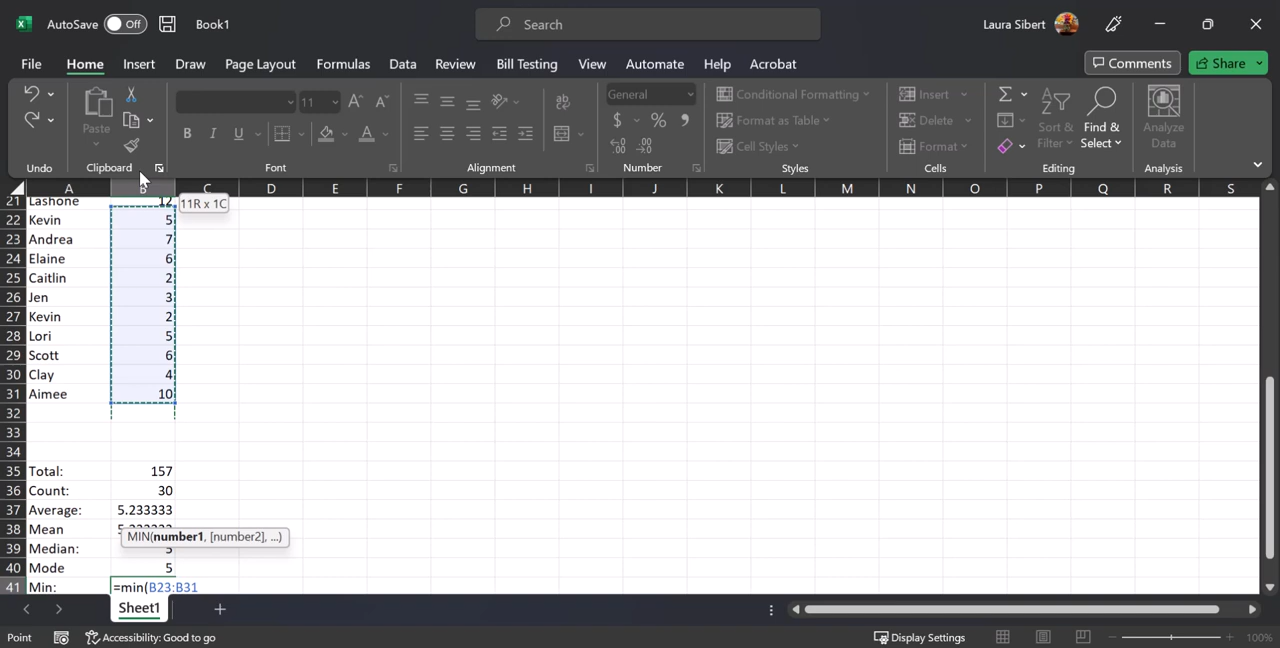 AutoSave Off Book1 Search Laura Sibert
File Home Insert Draw Page Layout Formulas Data Review Bill Testing View Automate Help Acrobat Comments Share
11 General Conditional Formatting Insert
Paste Format as Table Delete Sort & Find & Analyze
Cell Styles Format Filter Select Data
Undo Clipboard Font Alignment Number Styles Cells Editing Analysis
A B C D E F G H I J K L M N O P Q R S
21 Lashone 12 11R x 1C
22 Kevin 5
23 Andrea 7
24 Elaine 6
25 Caitlin 2
26 Jen 3
27 Kevin 2
28 Lori 5
29 Scott 6
30 Clay 4
31 Aimee 10
32
33
34
35 Total: 157
36 Count: 30
37 Average: 5.233333
38 Mean
MIN(number1, [number2], ...)
39 Median: 5
40 Mode 5
41 Min: =min(B23:B31
Sheet1
Point Accessibility: Good to go Display Settings 100%